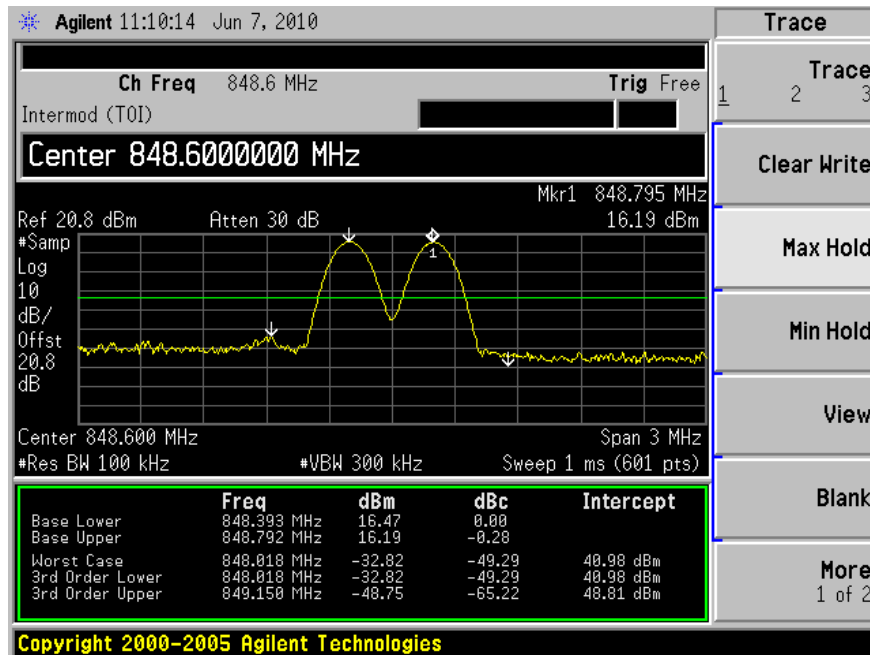 Agilent 11:10:14 Jun 7, 2010
Trace
Ch Freq 848.6 MHz Trig Free
Intermod (TOI)
Center 848.6000000 MHz
Mkr1 848.795 MHz
Ref 20.8 dBm Atten 30 dB 16.19 dBm
#Samp
Log
10
dB/
Offst
20.8
dB
1
Center 848.600 MHz Span 3 MHz
#Res BW 100 kHz #VBW 300 kHz Sweep 1 ms (601 pts)
Freq dBm dBc Intercept
Base Lower 848.393 MHz 16.47 0.00
Base Upper 848.792 MHz 16.19 -0.28
Worst Case 848.018 MHz -32.82 -49.29 40.98 dBm
3rd Order Lower 848.018 MHz -32.82 -49.29 40.98 dBm
3rd Order Upper 849.150 MHz -48.75 -65.22 48.81 dBm
Copyright 2000-2005 Agilent Technologies
Trace
1 2 3
Clear Write
Max Hold
Min Hold
View
Blank
More
1 of 2